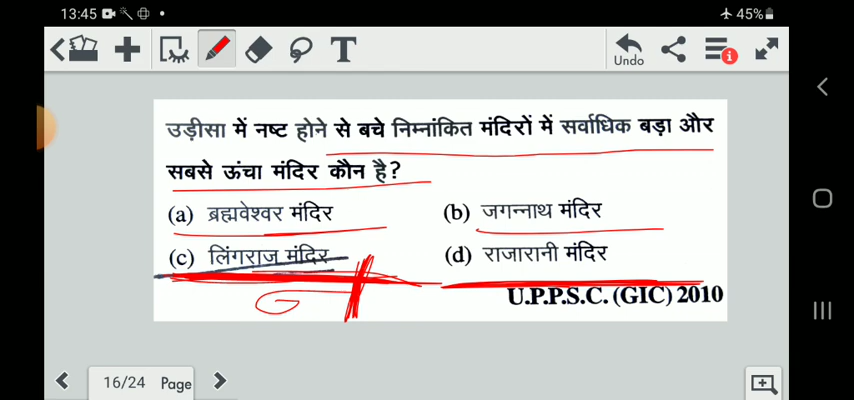 13:45
45%
T
Undo
उड़ीसा में नष्ट होने से बचे निम्नांकित मंदिरों में सर्वाधिक बड़ा और
सबसे ऊंचा मंदिर कौन है?
(a) ब्रह्मवेश्वर मंदिर (b) जगन्नाथ मंदिर
(c) लिंगराज मंदिर (d) राजारानी मंदिर
U.P.P.S.C. (GIC) 2010
16/24 Page